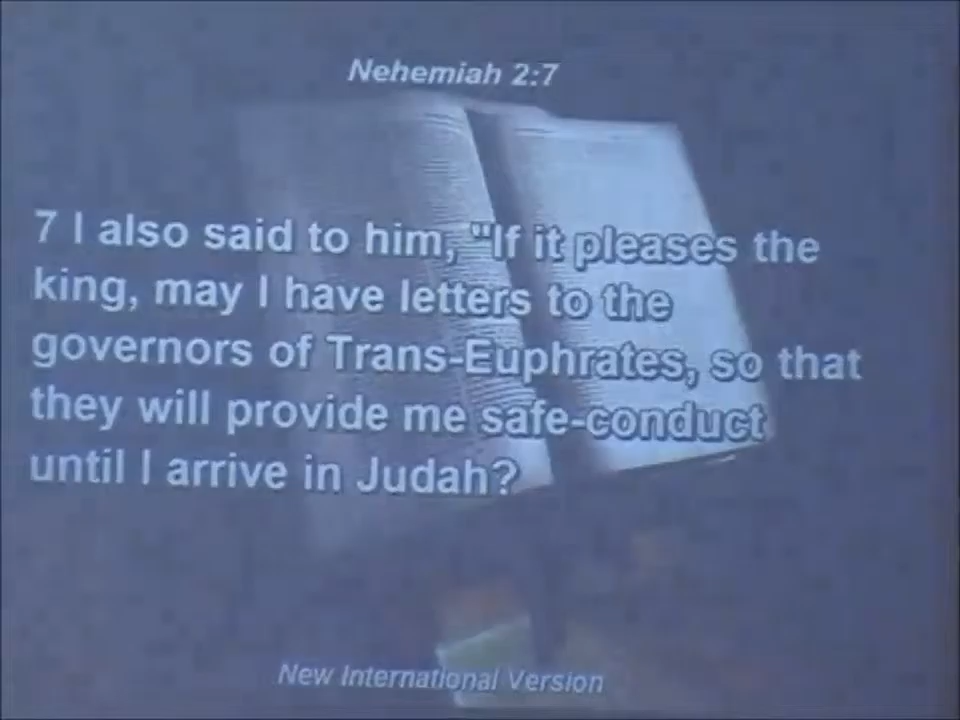 Nehemiah 2:7
7 I also said to him, "If it pleases the
king, may I have letters to the
governors of Trans-Euphrates, so that
they will provide me safe-conduct
until I arrive in Judah?
New International Version